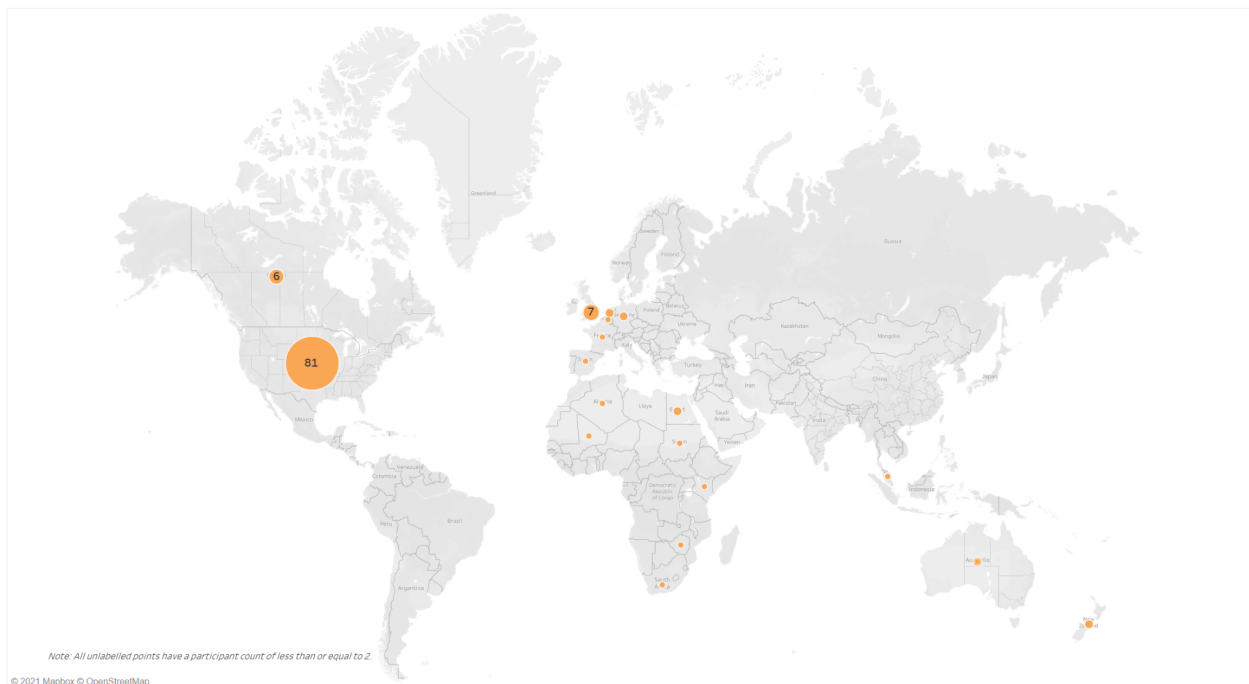 Greenland
Russia
Sweden
Finland
Norway
6
7
Poland
Belarus
Ukraine
Kazakhstan
Mongolia
Italy
81
Turkey
China
Japan
Iraq
Iran
Pakistan
Mexico
Libya
Saudi
Arabia
India
Yemen
Venezuela
Colombia
Democratic
Republic
of Congo
Indonesia
Peru
Brazil
Argentina
South
Note: All unlabelled points have a participant count of less than or equal to 2.
© 2021 Mapbox © OpenStreetMap